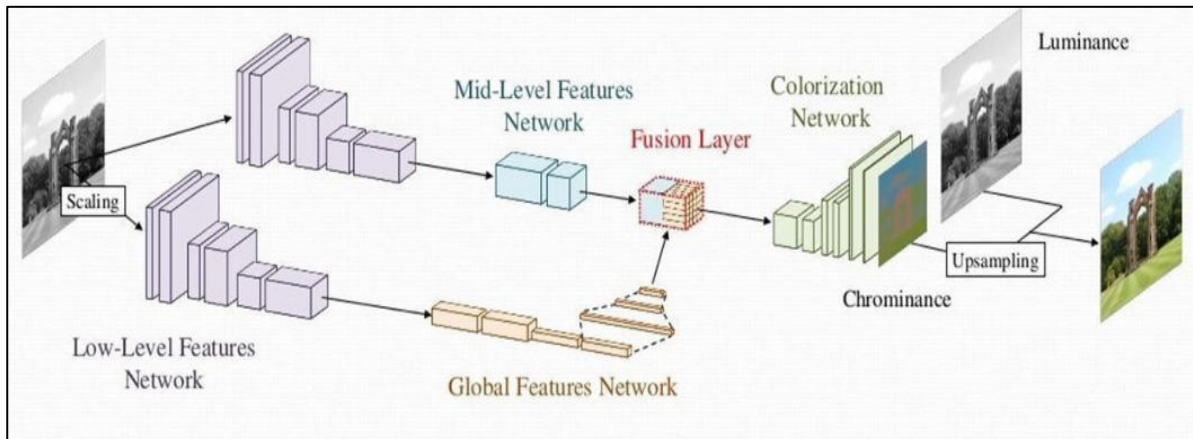 Luminance
Colorization
Network
Mid-Level Features
Network
Fusion Layer
Scaling
Upsampling
Chrominance
Low-Level Features
Network
Global Features Network